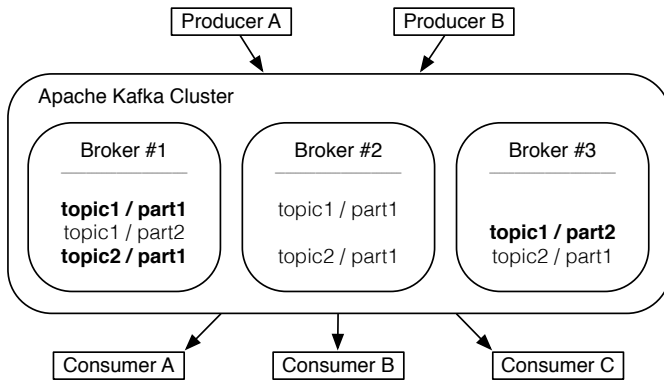 Producer A
Producer B
Apache Kafka Cluster
Broker #1
topic1 / part1
topic1 / part2
topic2 / part1
Broker #2
topic1 / part1
topic2 / part1
Broker #3
topic1 / part2
topic2 / part1
Consumer A
Consumer B
Consumer C